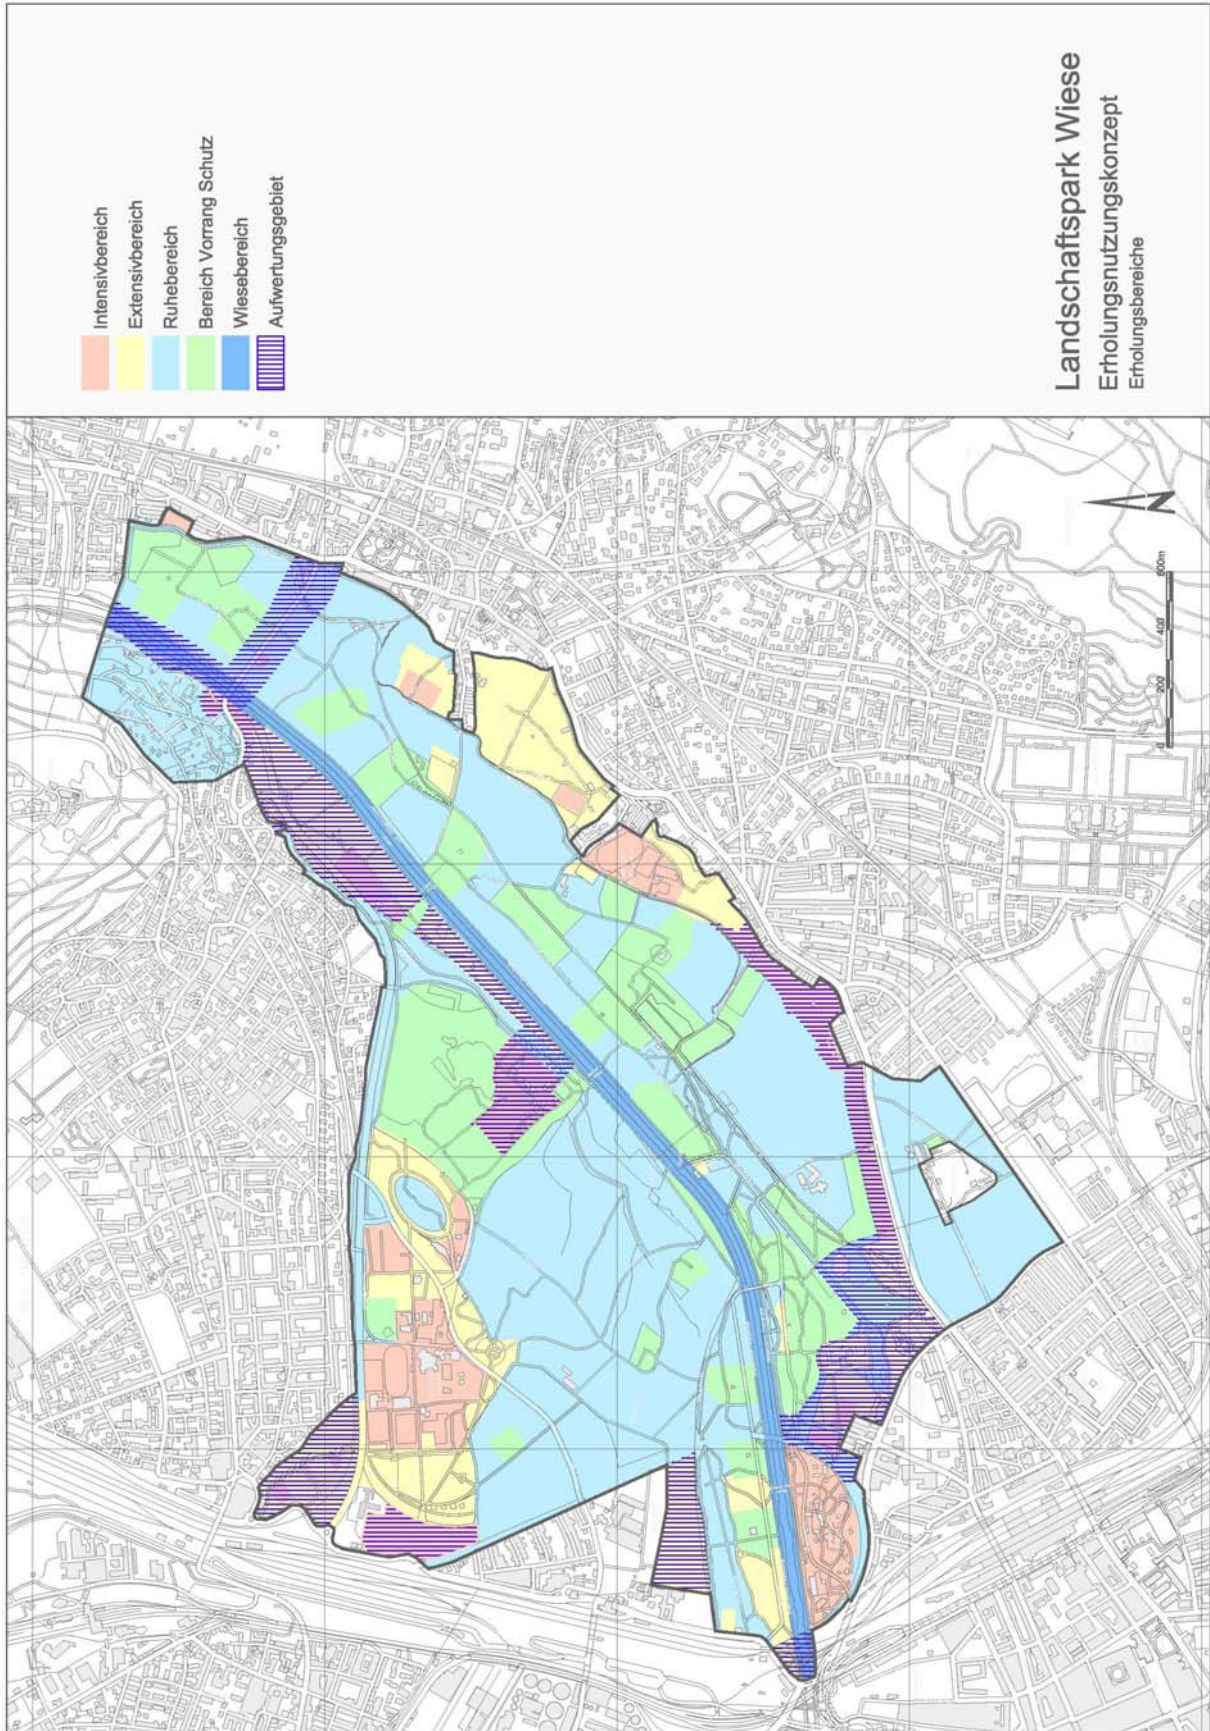 Intensivbereich
Extensivbereich
Ruhebereich
Bereich Vorrang Schutz
Wiesebereich
Aufwertungsgebiet
Landschaftspark Wiese
Erholungsnutzungskonzept
Erholungsbereiche
N
0 200 400 600m